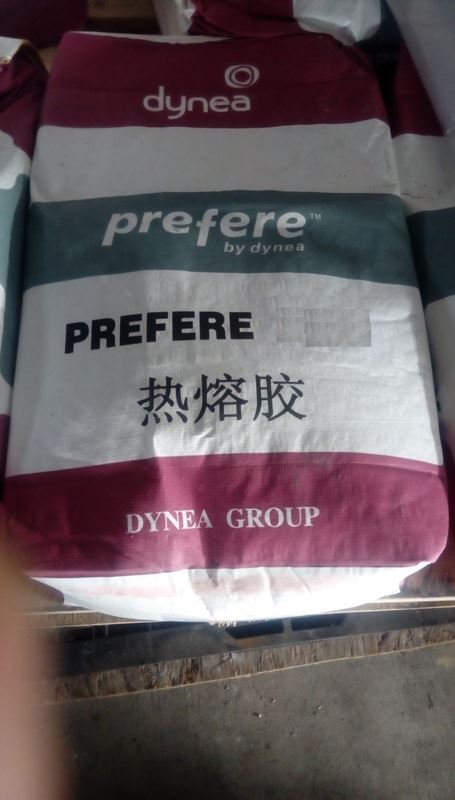 dynea
prefere™
by dynea
PREFERE
热熔胶
DYNEA GROUP